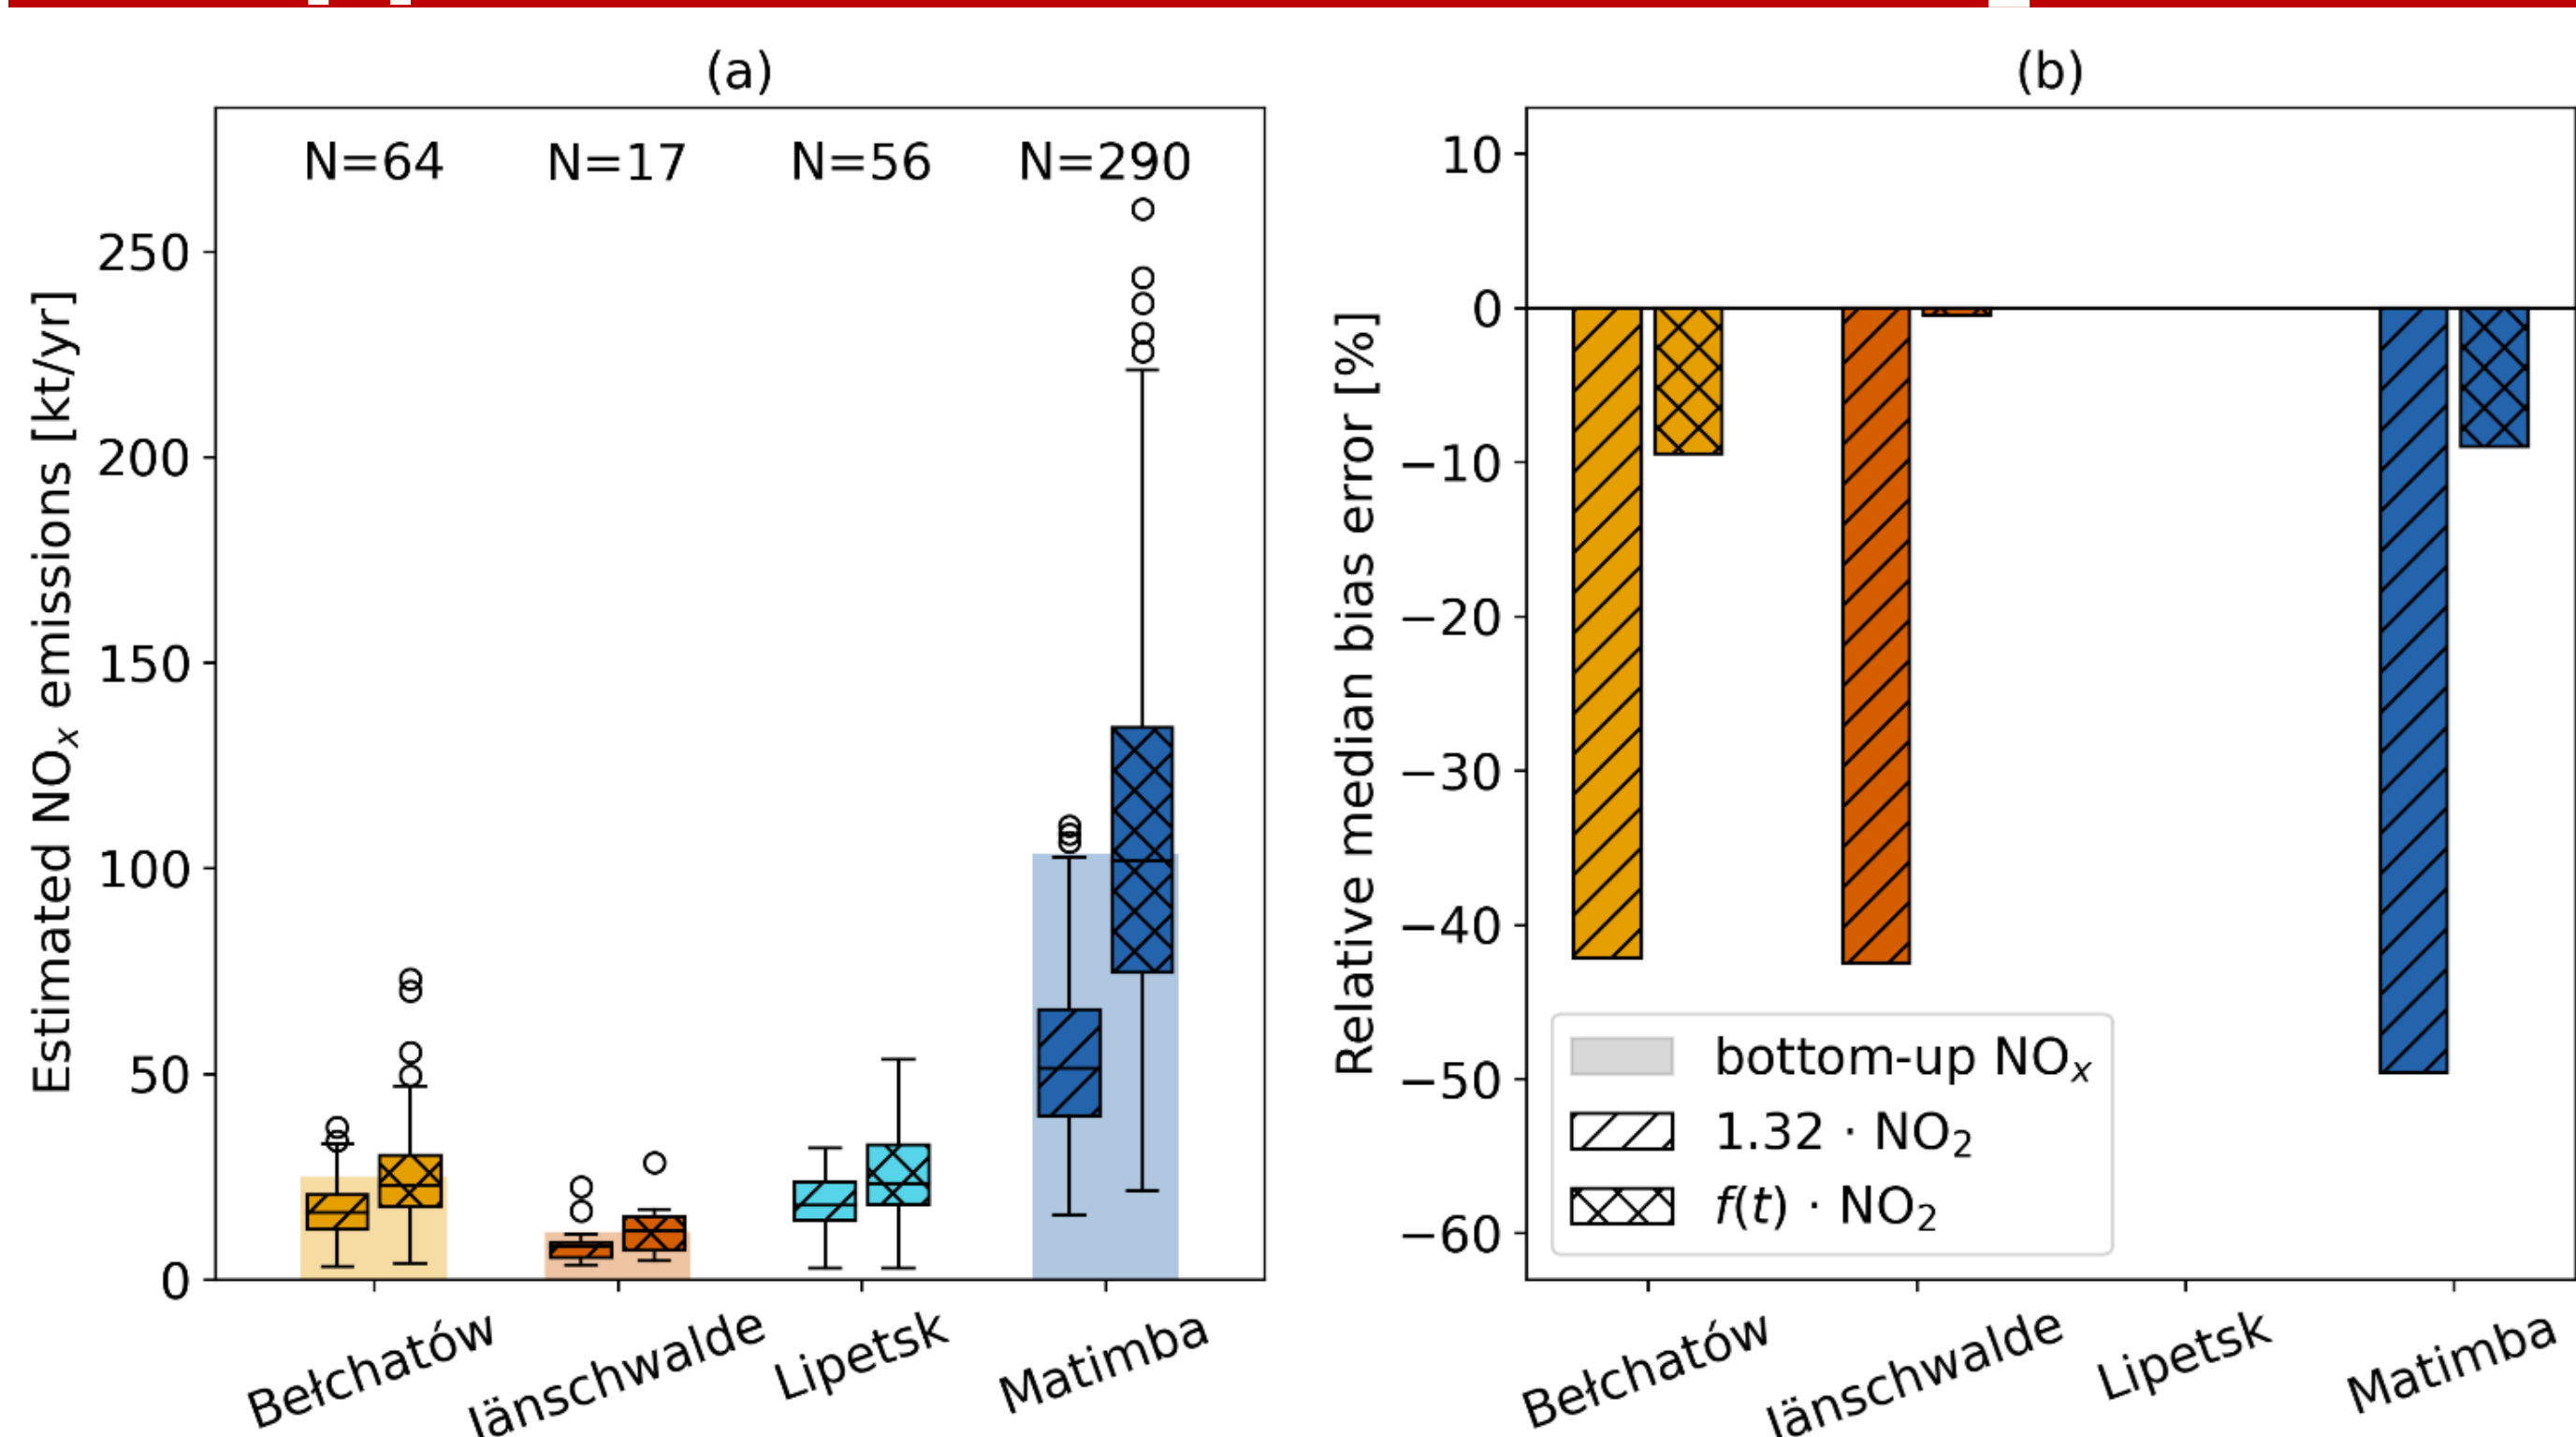 (a)
N=64 N=17 N=56 N=290
Estimated NOₓ emissions [kt/yr]
250
200
150
100
50
0
Bełchatów
Jänschwalde
Lipetsk
Matimba
(b)
Relative median bias error [%]
10
0
−10
−20
−30
−40
−50
−60
bottom-up NOₓ
1.32 · NO₂
f(t) · NO₂
Bełchatów
Jänschwalde
Lipetsk
Matimba